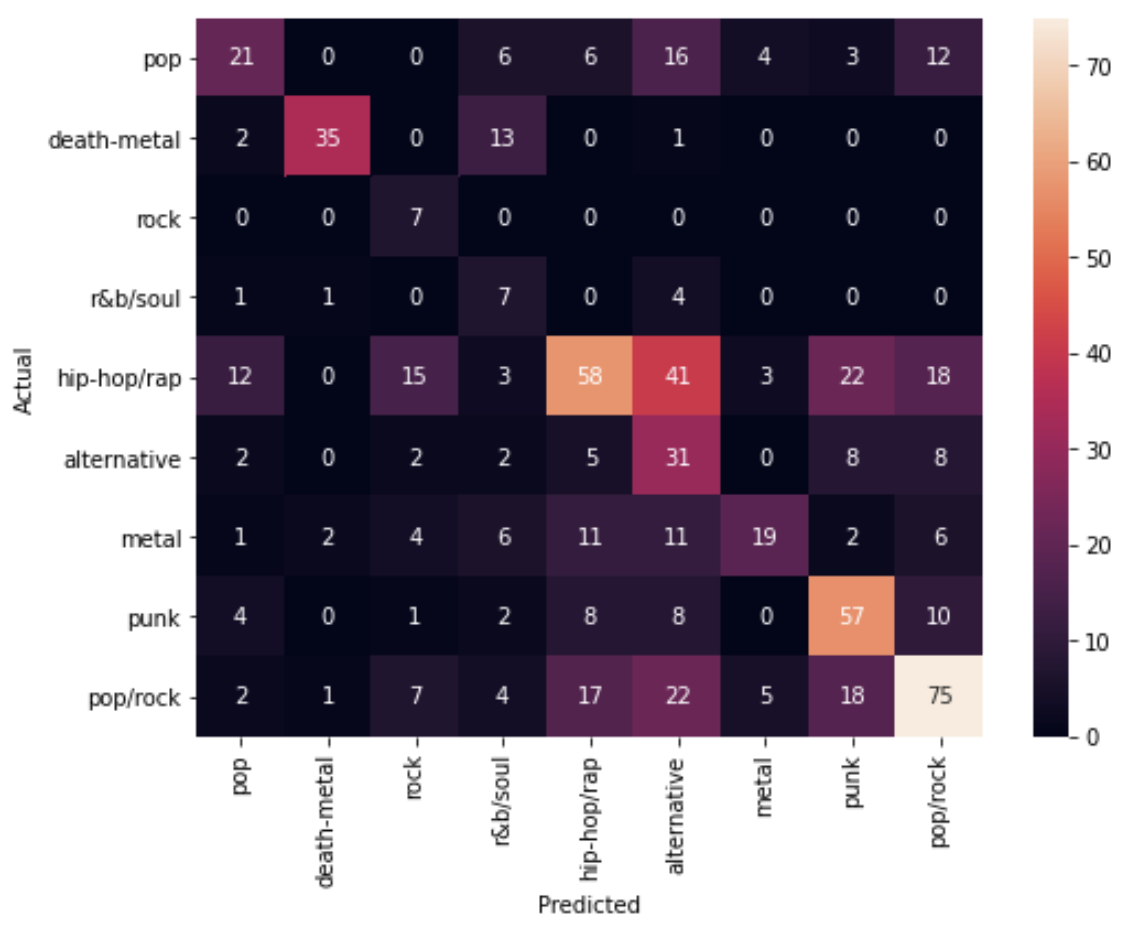 pop 21 0 0 6 6 16 4 3 12
death-metal 2 35 0 13 0 1 0 0 0
rock 0 0 7 0 0 0 0 0 0
r&b/soul 1 1 0 7 0 4 0 0 0
hip-hop/rap 12 0 15 3 58 41 3 22 18
alternative 2 0 2 2 5 31 0 8 8
metal 1 2 4 6 11 11 19 2 6
punk 4 0 1 2 8 8 0 57 10
pop/rock 2 1 7 4 17 22 5 18 75
Actual
pop
death-metal
rock
r&b/soul
hip-hop/rap
alternative
metal
punk
pop/rock
Predicted
70
60
50
40
30
20
10
0